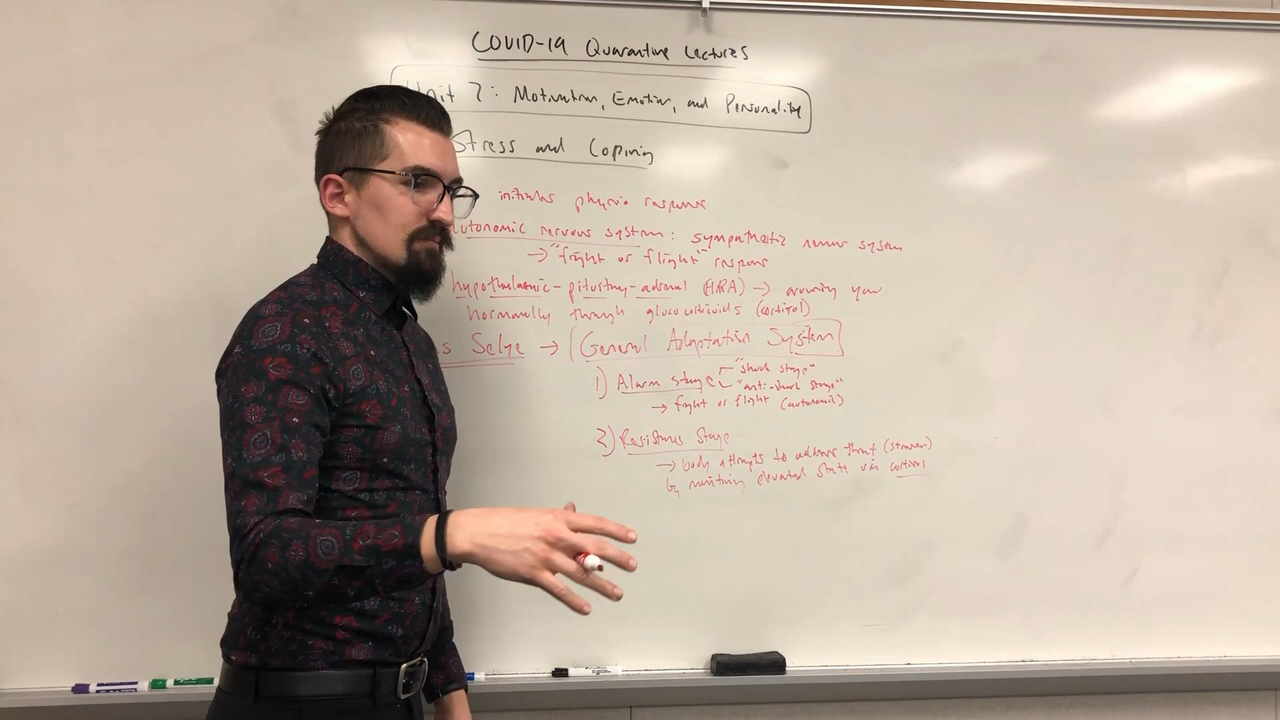 COVID-19 Quarantine Lectures
Unit 7: Motivation, Emotion, and Personality
Stress and Coping
initiates physio response
autonomic nervous system: sympathetic nervous system
→ "fight or flight" response
hypothalamic-pituitary-adrenal (HPA) →
hormonally through glucocorticoids (cortisol)
s Selye → General Adaptation System
1) Alarm stage "shock stage"
"anti-shock stage"
→ fight or flight (autonomic)
2) Resistance Stage
→ body attempts to address threat (stressor)
by elevated state via cortisol